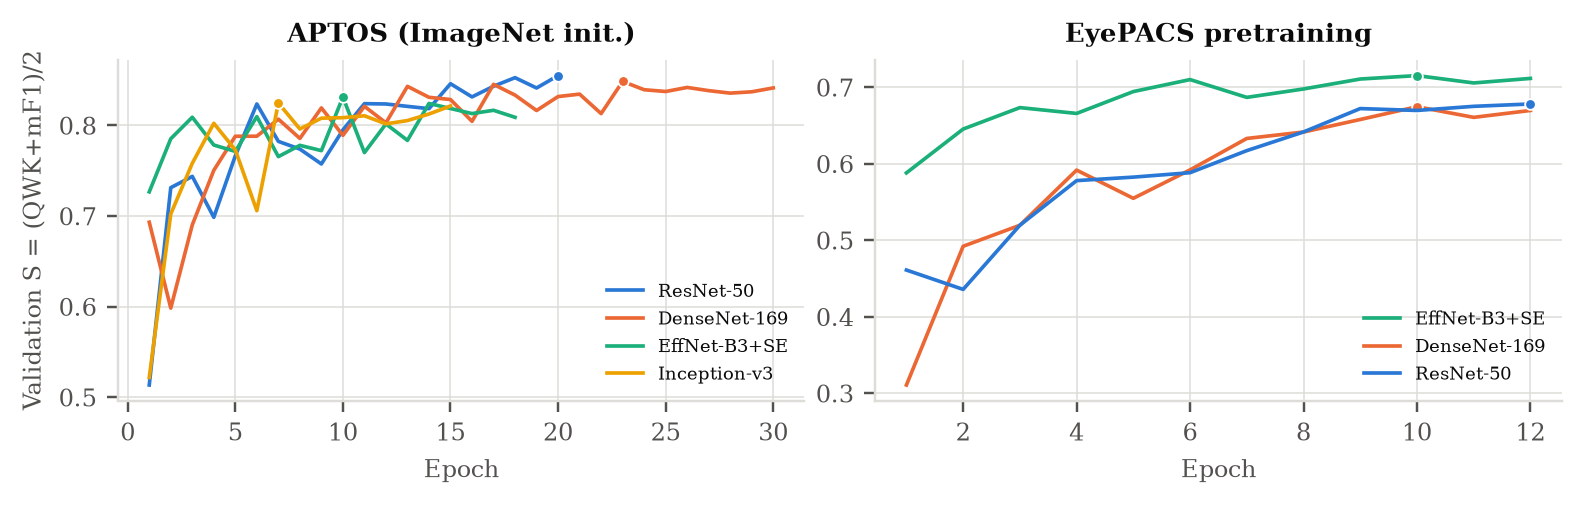 APTOS (ImageNet init.)
Validation S = (QWK+mF1)/2
0.8
0.7
0.6
0.5
0
5
10
15
20
25
30
Epoch
ResNet-50
DenseNet-169
EffNet-B3+SE
Inception-v3
EyePACS pretraining
0.7
0.6
0.5
0.4
0.3
2
4
6
8
10
12
Epoch
EffNet-B3+SE
DenseNet-169
ResNet-50